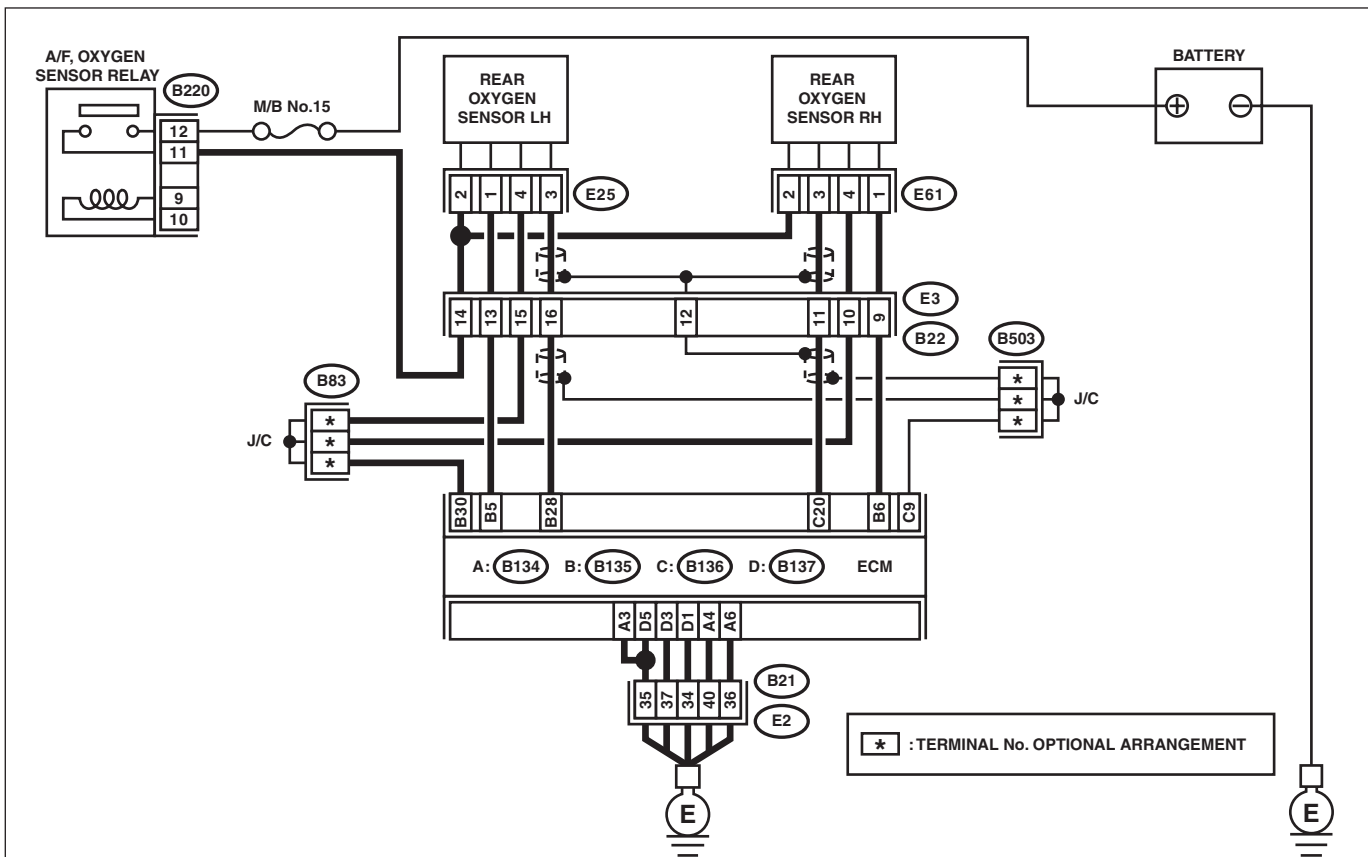 A/F, OXYGEN
SENSOR RELAY
B220
M/B No.15
12
11
9
10
REAR
OXYGEN
SENSOR LH
REAR
OXYGEN
SENSOR RH
BATTERY
+
−
2 1 4 3
E25
2 3 4 1
E61
14 13 15 16 12 11 10 9
E3
B22
B503
*
*
*
J/C
B83
*
*
*
J/C
B30 B5 B28 C20 B6 C9
A: B134 B: B135 C: B136 D: B137 ECM
A3 D5 D3 D1 A4 A6
35 37 34 40 36
B21
E2
* : TERMINAL No. OPTIONAL ARRANGEMENT
E
E